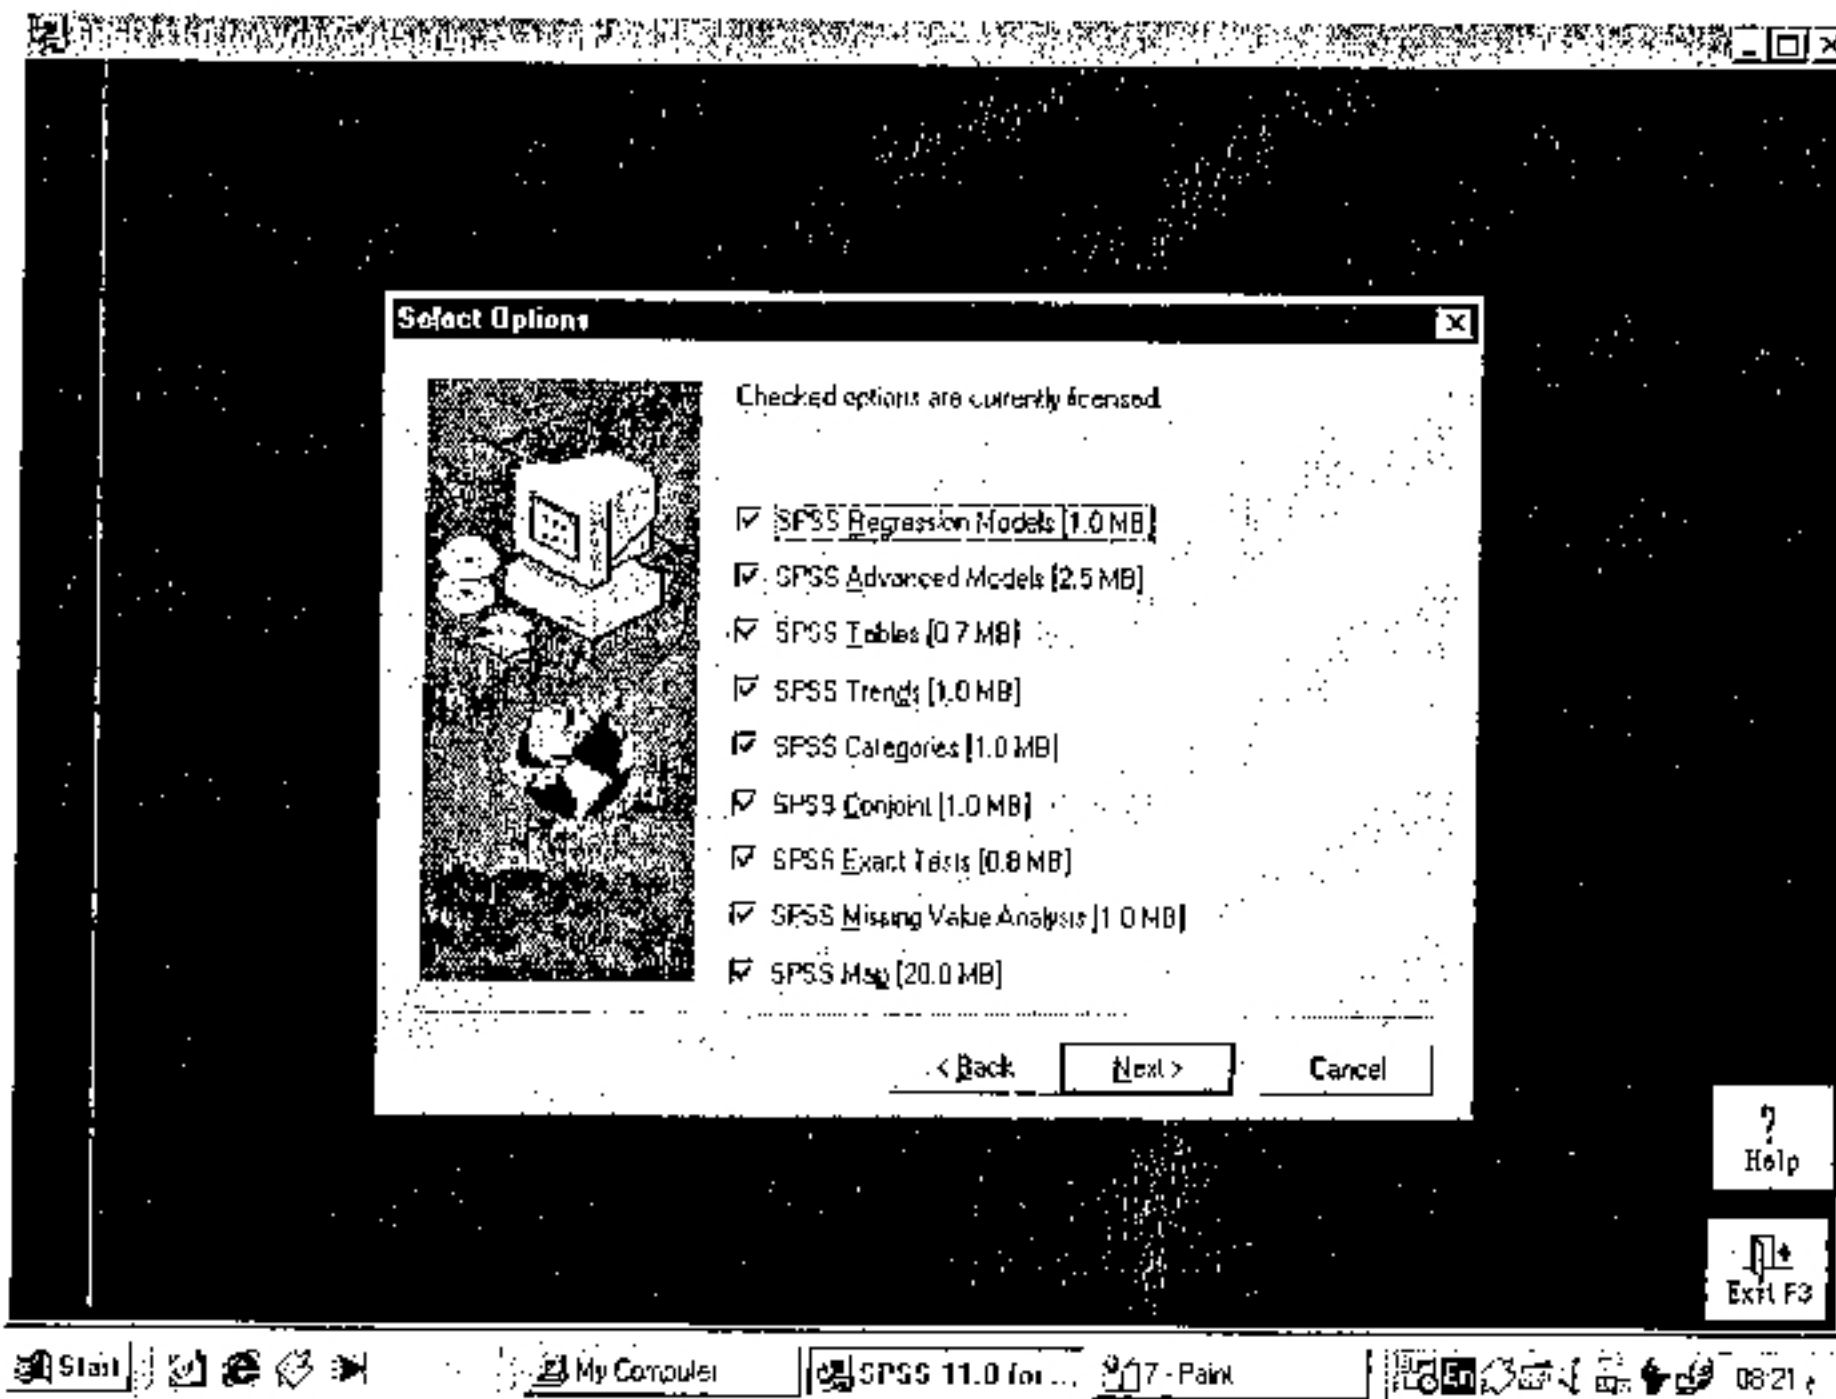 Select Options
Checked options are currently licensed.
SPSS Regression Models [1.0 MB]
SPSS Advanced Models [2.5 MB]
SPSS Tables [0.7 MB]
SPSS Trends [1.0 MB]
SPSS Categories [1.0 MB]
SPSS Conjoint [1.0 MB]
SPSS Exact Tests [0.8 MB]
SPSS Missing Value Analysis [1.0 MB]
SPSS Map [20.0 MB]
< Back
Next >
Cancel
?
Help
Exit F3
Start
My Computer
SPSS 11.0 for ...
17 - Paint
En
08:21